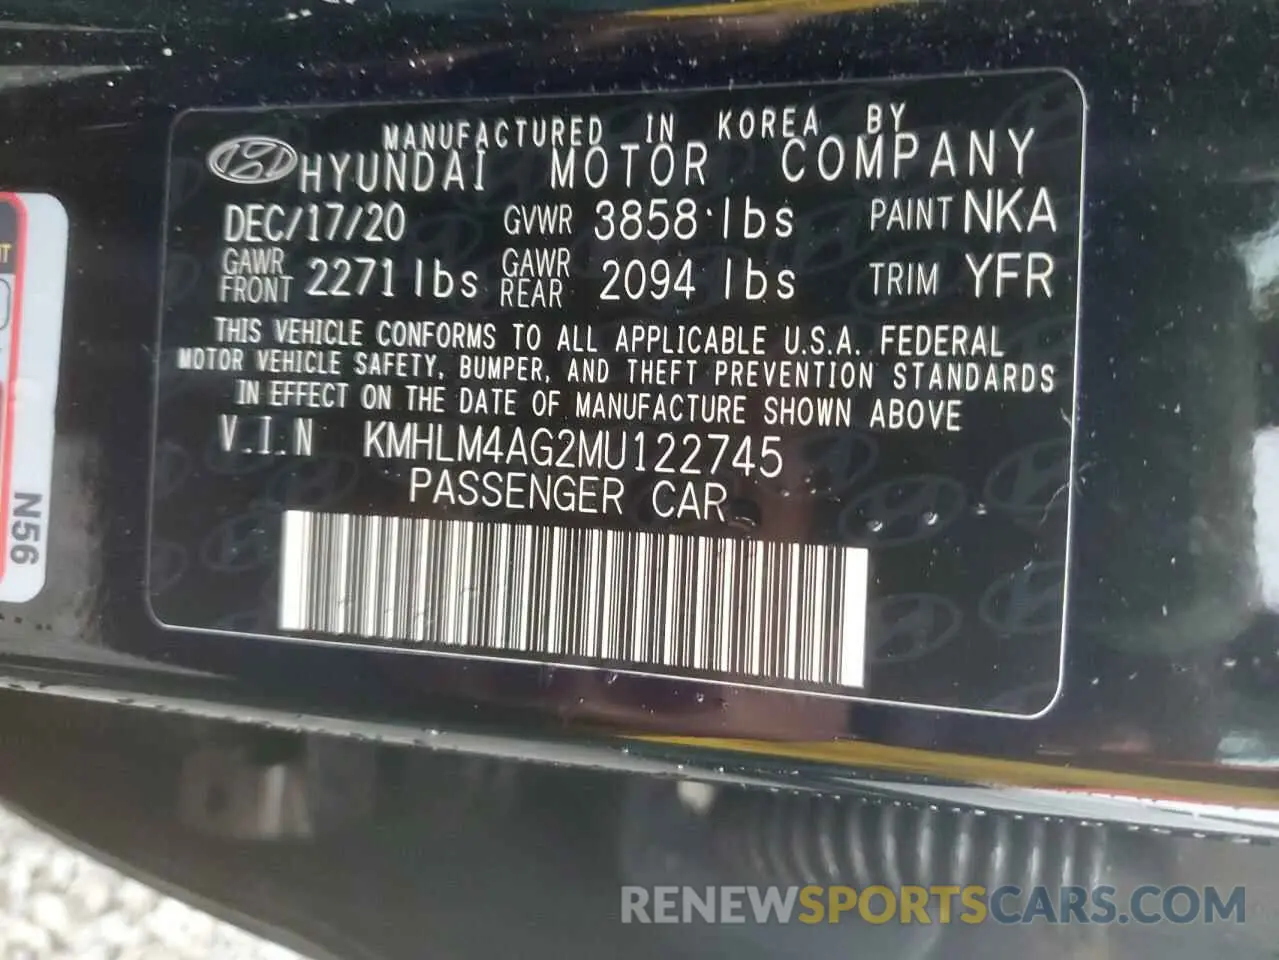 MANUFACTURED IN KOREA BY
HYUNDAI MOTOR COMPANY
DEC/17/20 GVWR 3858 lbs PAINT NKA
GAWR FRONT 2271 lbs GAWR REAR 2094 lbs TRIM YFR
THIS VEHICLE CONFORMS TO ALL APPLICABLE U.S.A. FEDERAL
MOTOR VEHICLE SAFETY, BUMPER, AND THEFT PREVENTION STANDARDS
IN EFFECT ON THE DATE OF MANUFACTURE SHOWN ABOVE
V.I.N KMHLM4AG2MU122745
PASSENGER CAR
N56
RENEWSPORTSCARS.COM